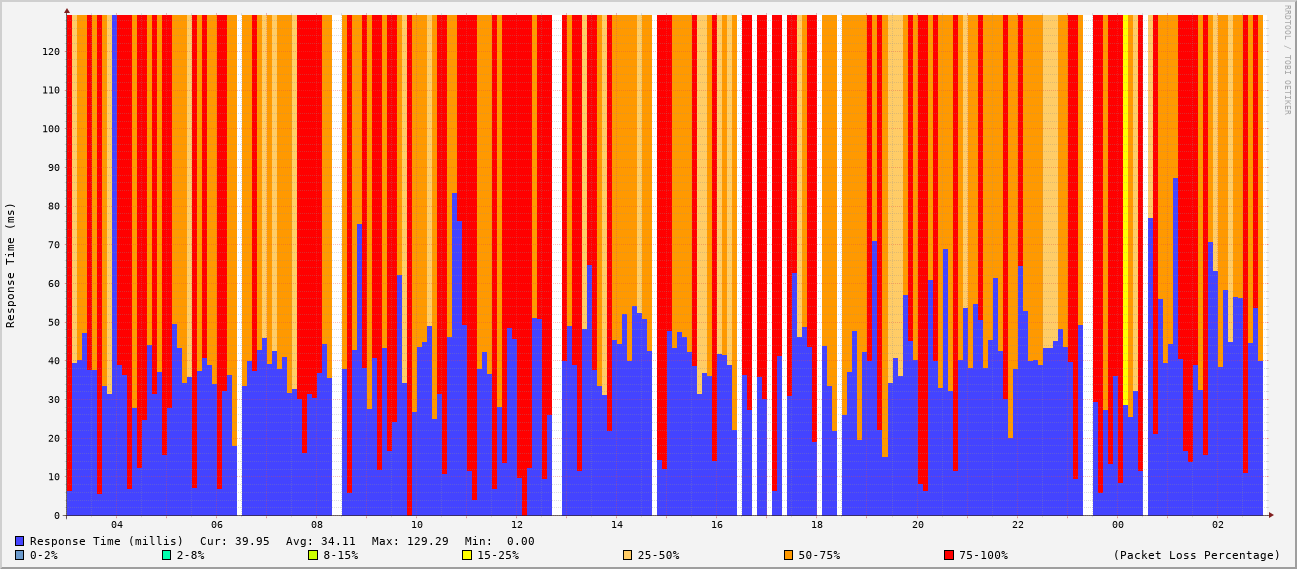 RRDTOOL / TOBI OETIKER
Response Time (ms)
120
110
100
90
80
70
60
50
40
30
20
10
0
04 06 08 10 12 14 16 18 20 22 00 02
Response Time (millis) Cur: 39.95 Avg: 34.11 Max: 129.29 Min: 0.00
0-2% 2-8% 8-15% 15-25% 25-50% 50-75% 75-100% (Packet Loss Percentage)